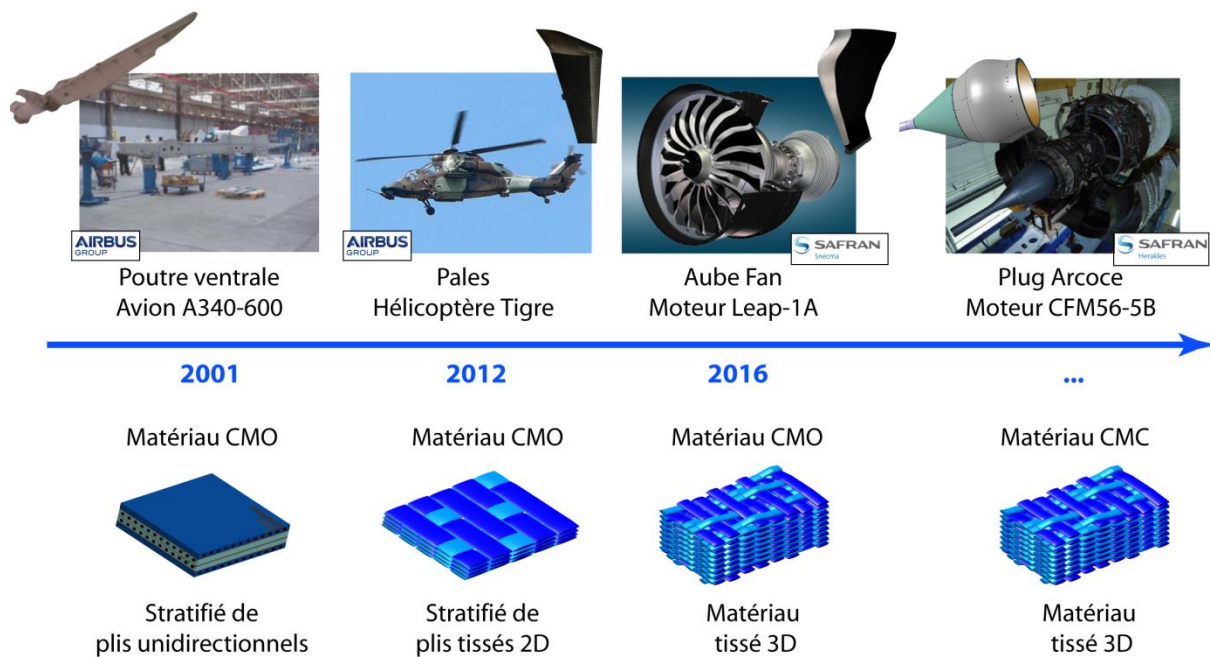 AIRBUS
GROUP
Poutre ventrale
Avion A340-600
AIRBUS
GROUP
Pales
Hélicoptère Tigre
SAFRAN
Snecma
Aube Fan
Moteur Leap-1A
SAFRAN
Herakles
Plug Arcoce
Moteur CFM56-5B
2001
2012
2016
...
Matériau CMO
Matériau CMO
Matériau CMO
Matériau CMC
Stratifié de
plis unidirectionnels
Stratifié de
plis tissés 2D
Matériau
tissé 3D
Matériau
tissé 3D